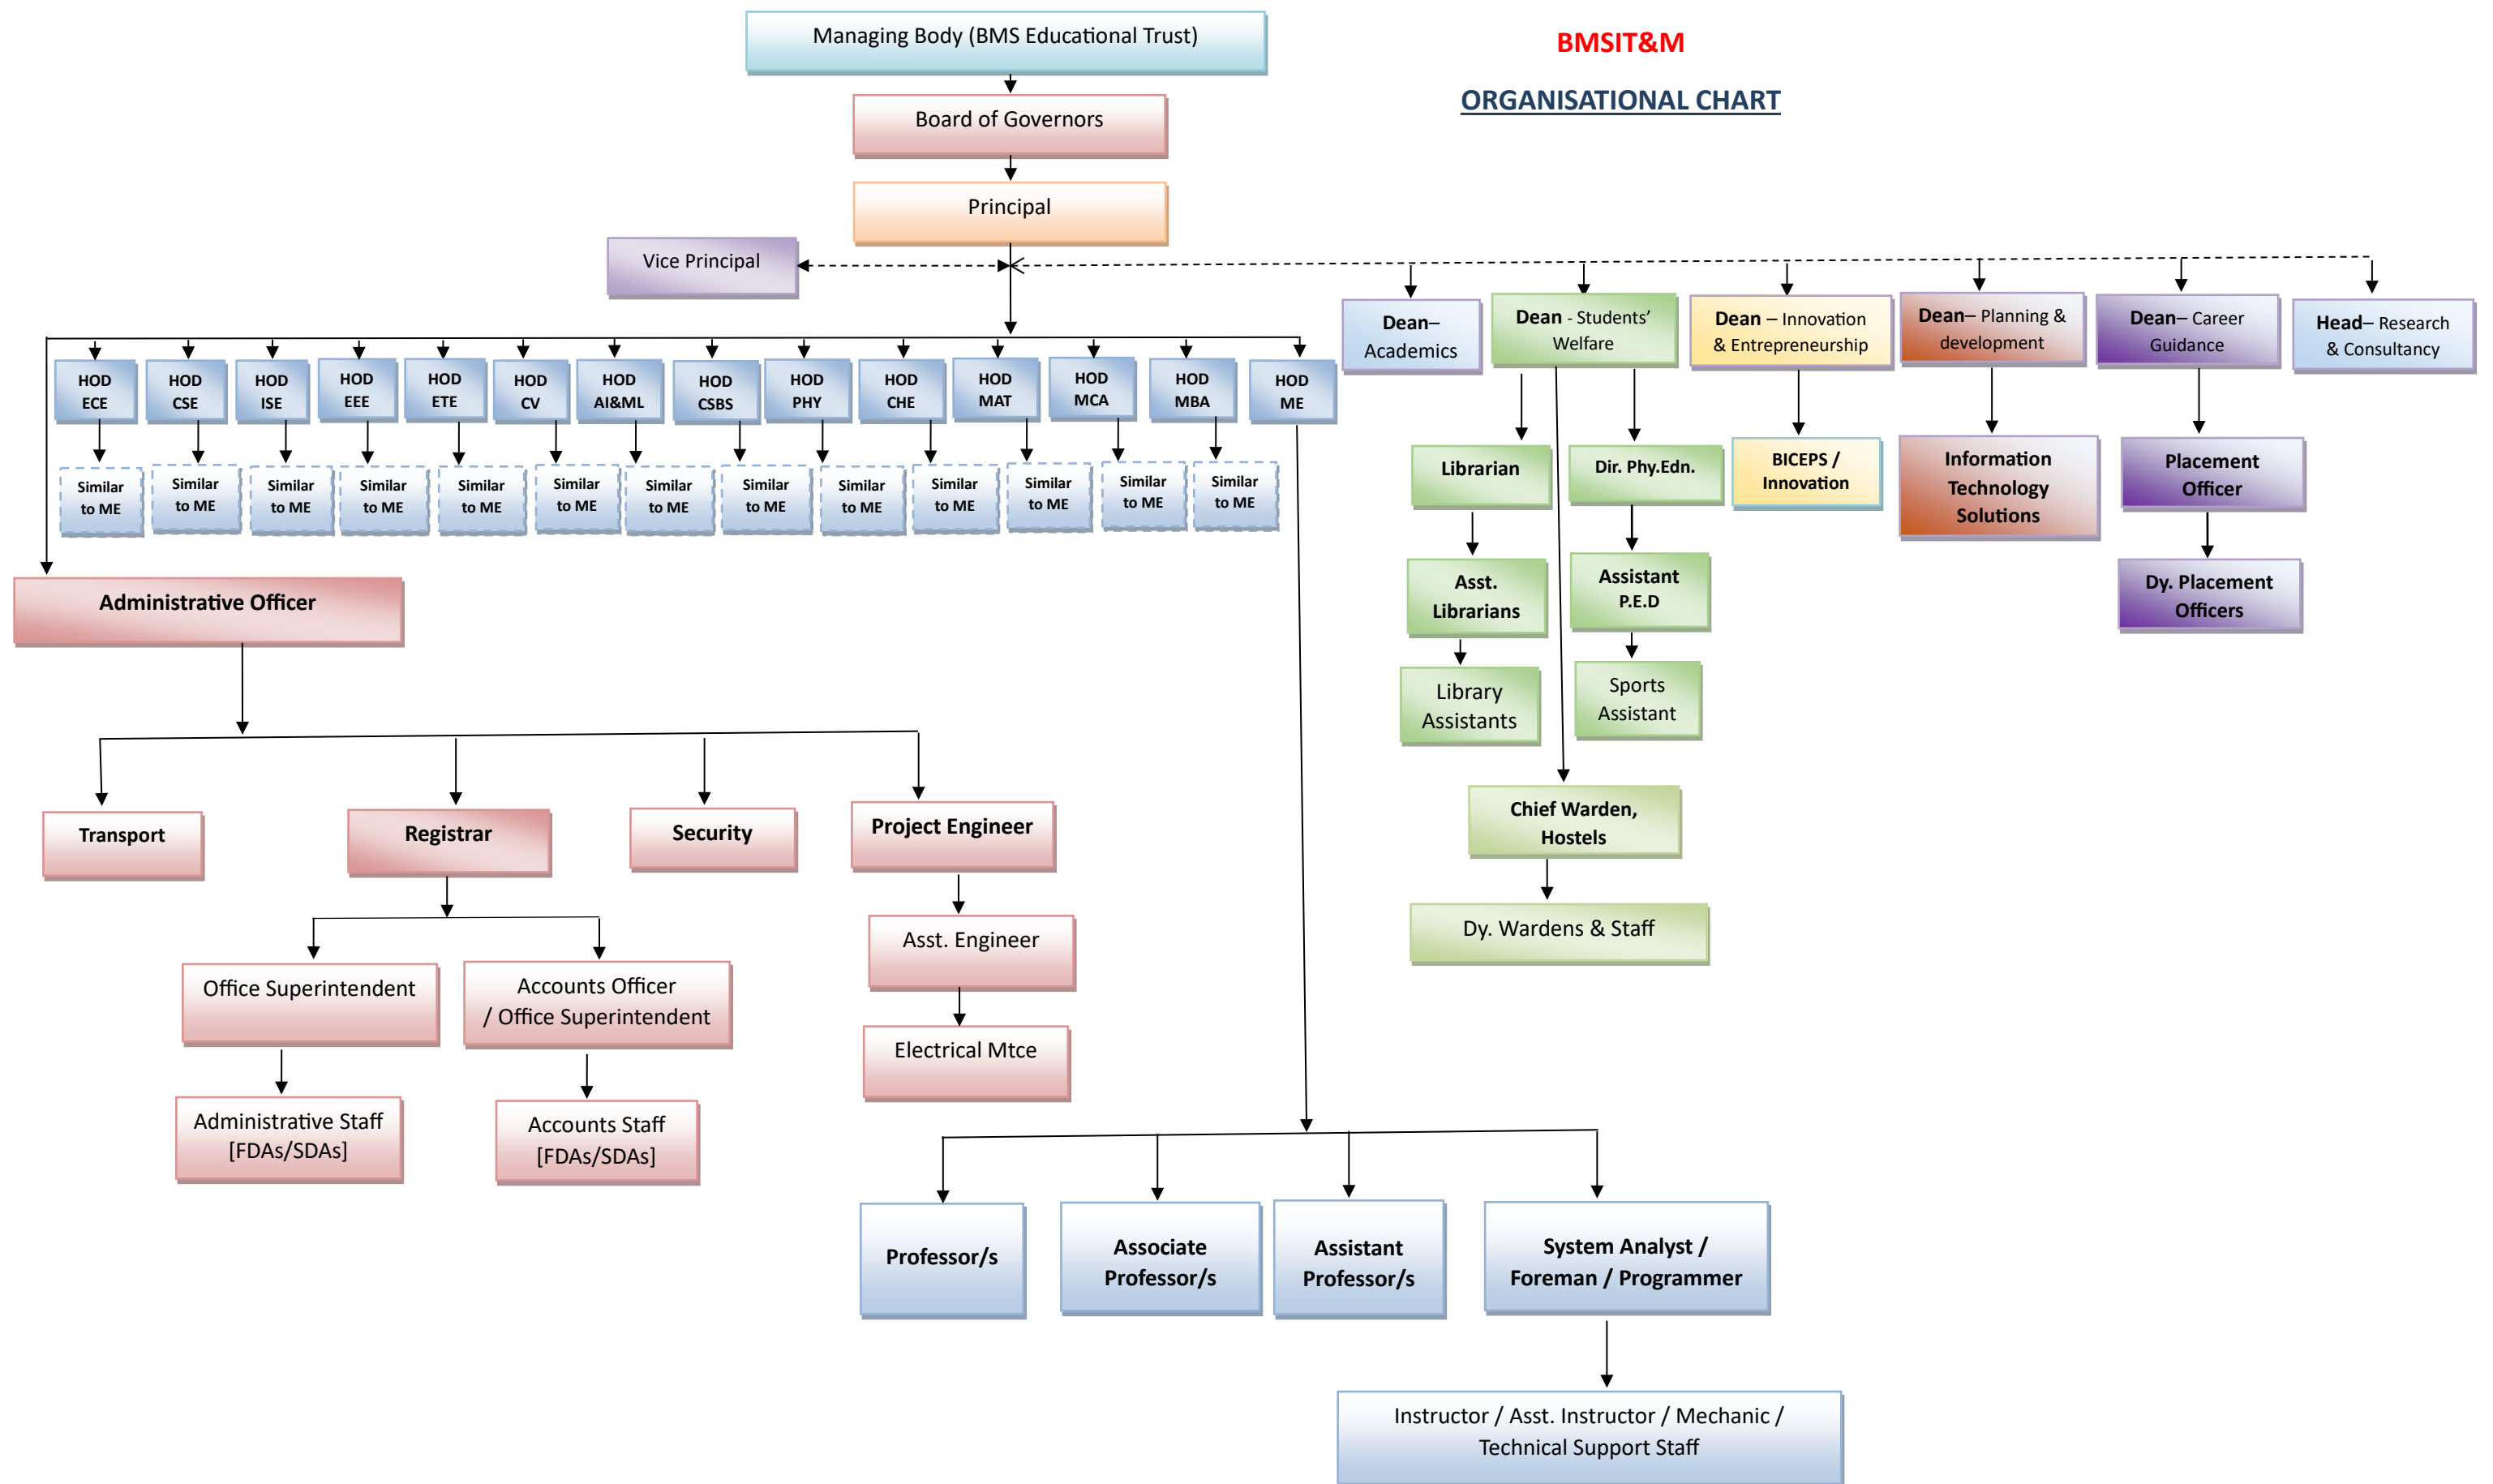 Managing Body (BMS Educational Trust)
BMSIT&M
ORGANISATIONAL CHART
Board of Governors
Principal
Vice Principal
Dean–
Academics
Dean - Students’
Welfare
Dean – Innovation
& Entrepreneurship
Dean– Planning &
development
Dean– Career
Guidance
Head– Research
& Consultancy
HOD
ECE
HOD
CSE
HOD
ISE
HOD
EEE
HOD
ETE
HOD
CV
HOD
AI&ML
HOD
CSBS
HOD
PHY
HOD
CHE
HOD
MAT
HOD
MCA
HOD
MBA
HOD
ME
Similar
to ME
Similar
to ME
Similar
to ME
Similar
to ME
Similar
to ME
Similar
to ME
Similar
to ME
Similar
to ME
Similar
to ME
Similar
to ME
Similar
to ME
Similar
to ME
Similar
to ME
Librarian
Dir. Phy.Edn.
BICEPS /
Innovation
Information
Technology
Solutions
Placement
Officer
Asst.
Librarians
Assistant
P.E.D
Dy. Placement
Officers
Administrative Officer
Library
Assistants
Sports
Assistant
Transport
Registrar
Security
Project Engineer
Chief Warden,
Hostels
Asst. Engineer
Dy. Wardens & Staff
Office Superintendent
Accounts Officer
/ Office Superintendent
Electrical Mtce
Administrative Staff
[FDAs/SDAs]
Accounts Staff
[FDAs/SDAs]
Professor/s
Associate
Professor/s
Assistant
Professor/s
System Analyst /
Foreman / Programmer
Instructor / Asst. Instructor / Mechanic /
Technical Support Staff